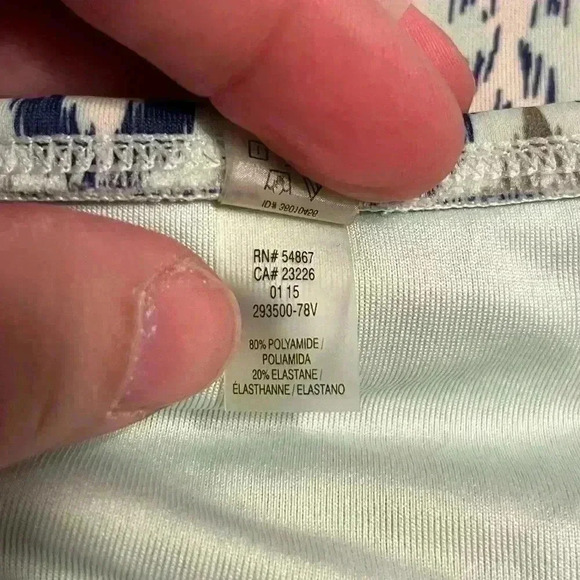 RN# 54867
CA# 23226
01 15
293500-78V
80% POLYAMIDE /
POLIAMIDA
20% ELASTANE /
ÉLASTHANNE / ELASTANO